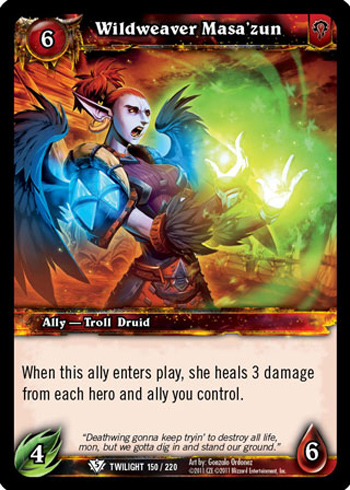 6
Wildweaver Masa'zun
Ally — Troll Druid
When this ally enters play, she heals 3 damage
from each hero and ally you control.
"Deathwing gonna keep tryin' to destroy all life,
mon, but we gotta dig in and stand our ground."
4
TWILIGHT 150 / 220
Art by: Gonzalo Ordonez
©2011 CZE ©2011 Blizzard Entertainment, Inc.
6